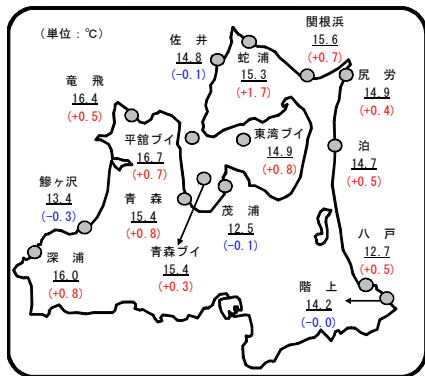 (単位：℃)
関根浜
15.6
(+0.7)
佐井
14.8
(-0.1)
蛇浦
15.3
(+1.7)
尻労
14.9
(+0.4)
竜飛
16.4
(+0.5)
平舘ブイ
16.7
(+0.7)
東湾ブイ
14.9
(+0.8)
泊
14.7
(+0.5)
鰺ヶ沢
13.4
(-0.3)
青森
15.4
(+0.8)
茂浦
12.5
(-0.1)
八戸
12.7
(+0.5)
深浦
16.0
(+0.8)
青森ブイ
15.4
(+0.3)
階上
14.2
(-0.0)